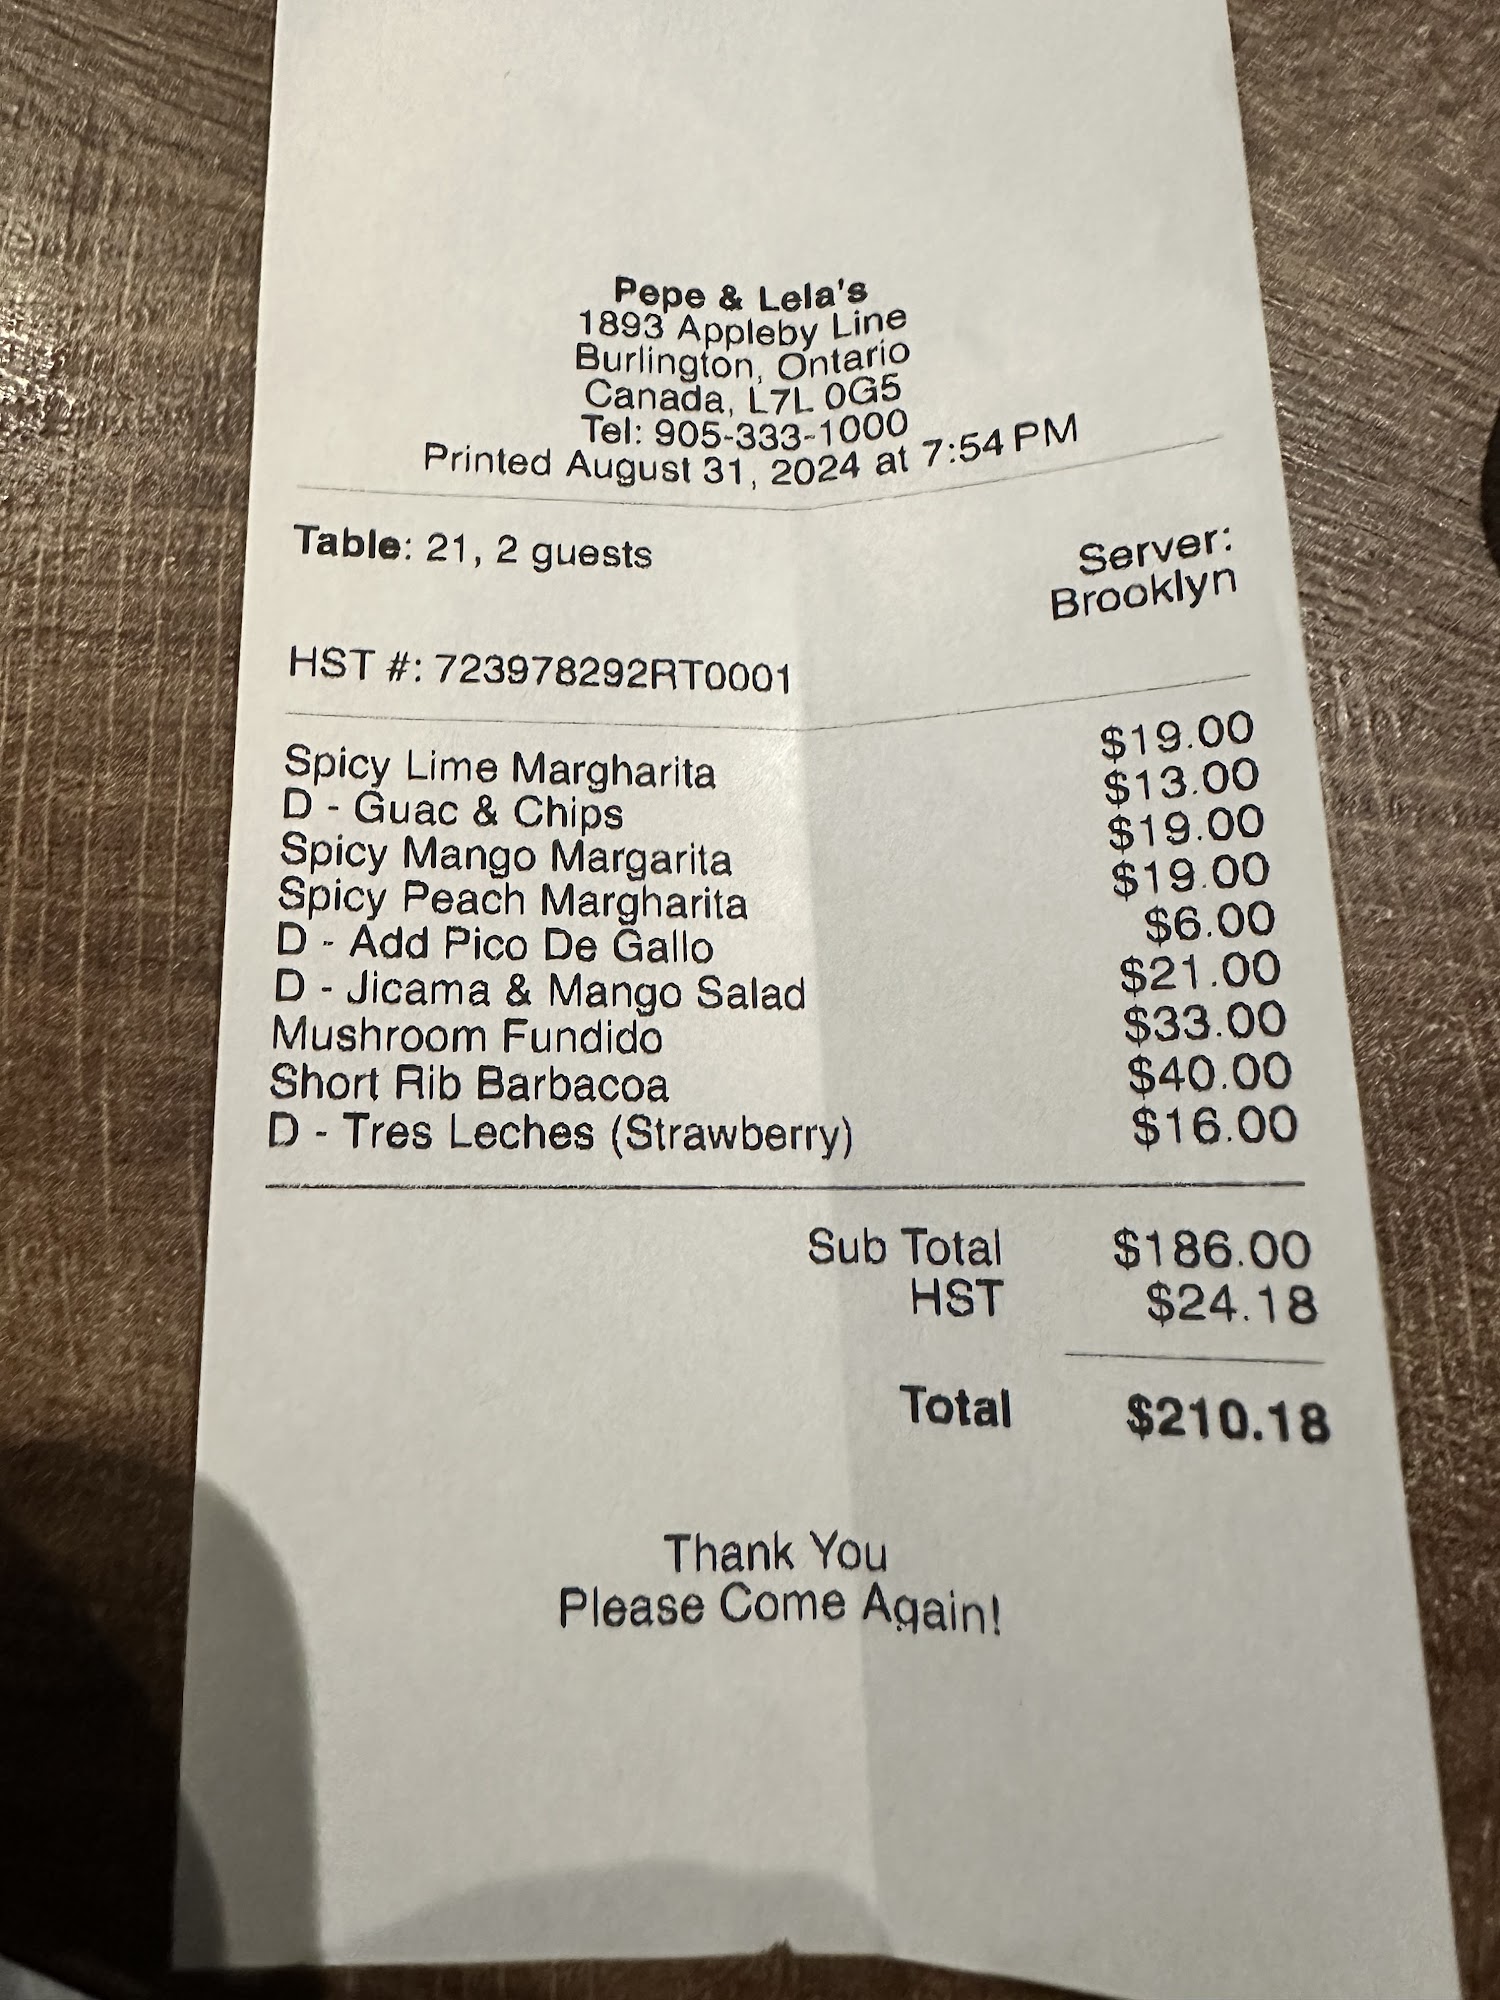 Pepe & Lela's
1893 Appleby Line
Burlington, Ontario
Canada, L7L 0G5
Tel: 905-333-1000
Printed August 31, 2024 at 7:54 PM
Table: 21, 2 guests
Server:
Brooklyn
HST #: 723978292RT0001
Spicy Lime Margharita $19.00
D - Guac & Chips $13.00
Spicy Mango Margarita $19.00
Spicy Peach Margharita $19.00
D - Add Pico De Gallo $6.00
D - Jicama & Mango Salad $21.00
Mushroom Fundido $33.00
Short Rib Barbacoa $40.00
D - Tres Leches (Strawberry) $16.00
Sub Total $186.00
HST $24.18
Total $210.18
Thank You
Please Come Again!